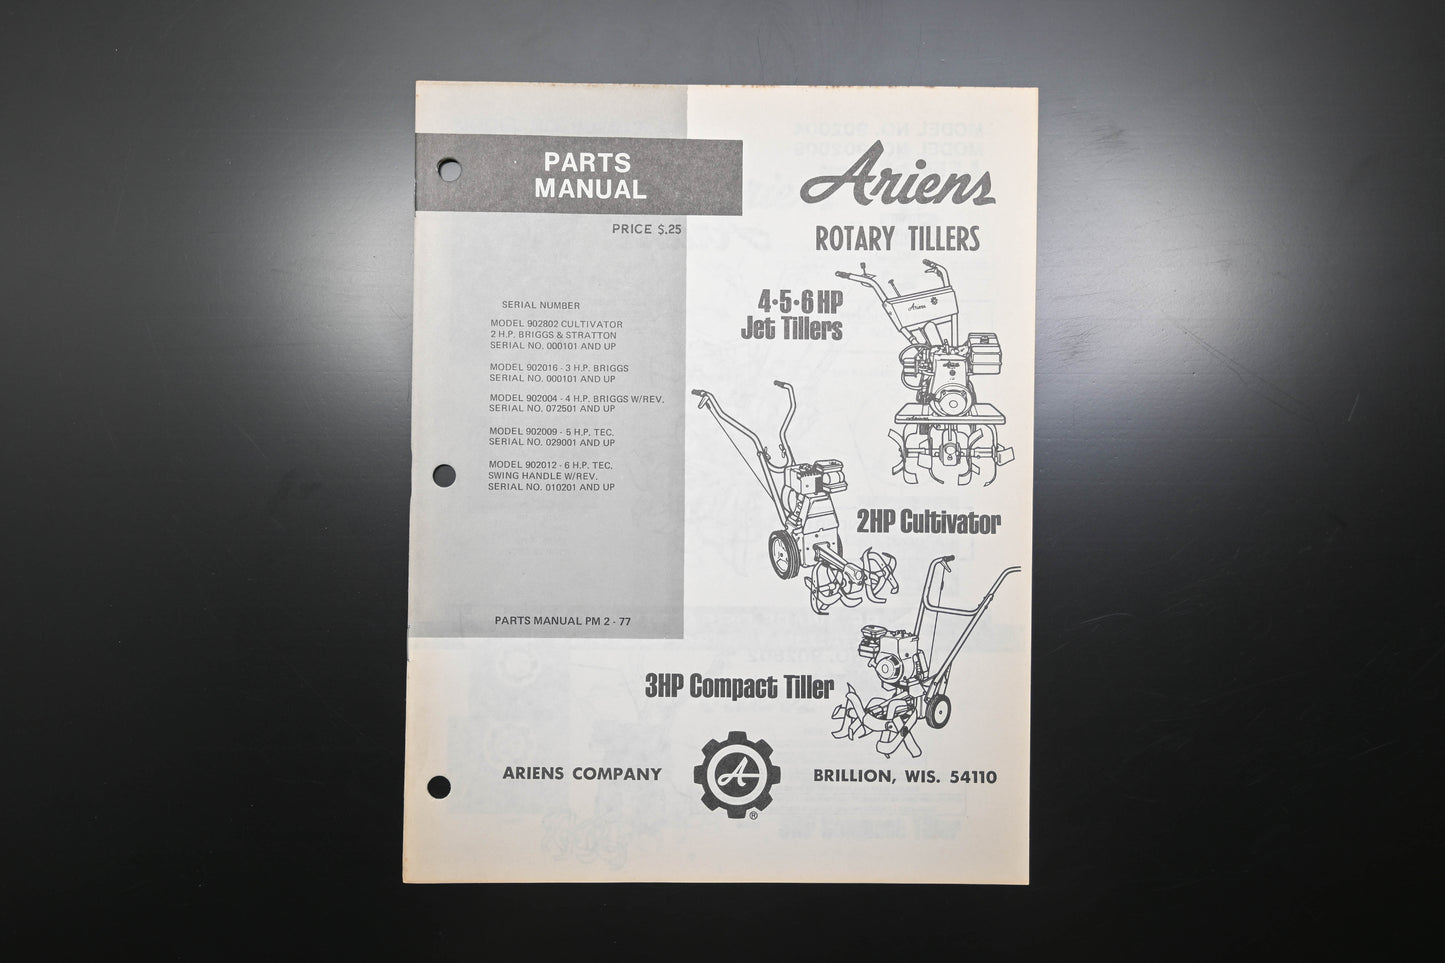 PARTS
MANUAL
PRICE $.25
SERIAL NUMBER
MODEL 902802 CULTIVATOR
2 H.P. BRIGGS & STRATTON
SERIAL NO. 000101 AND UP
MODEL 902016 - 3 H.P. BRIGGS
SERIAL NO. 000101 AND UP
MODEL 902004 - 4 H.P. BRIGGS W/REV.
SERIAL NO. 072501 AND UP
MODEL 902009 - 5 H.P. TEC.
SERIAL NO. 029001 AND UP
MODEL 902012 - 6 H.P. TEC.
SWING HANDLE W/REV.
SERIAL NO. 010201 AND UP
PARTS MANUAL PM 2 - 77
Ariens
ROTARY TILLERS
4·5·6 HP
Jet Tillers
Ariens
Ariens
2HP Cultivator
3HP Compact Tiller
ARIENS COMPANY
A
®
BRILLION, WIS. 54110